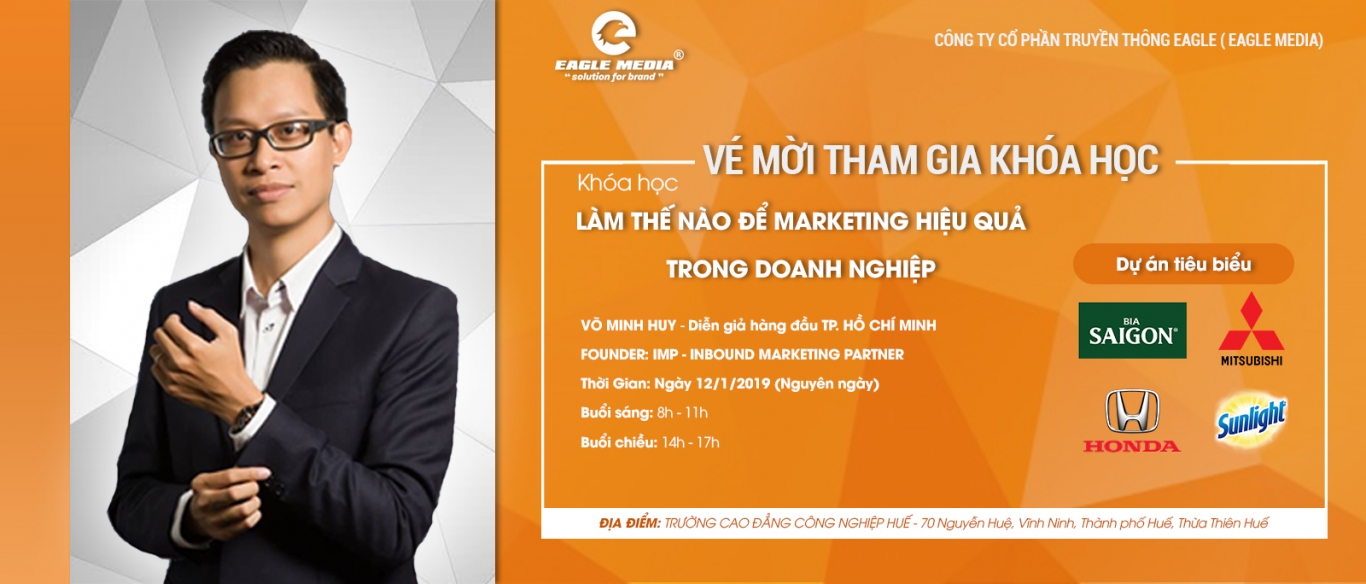 EAGLE MEDIA®
"solution for brand"
CÔNG TY CỔ PHẦN TRUYỀN THÔNG EAGLE ( EAGLE MEDIA)
VÉ MỜI THAM GIA KHÓA HỌC
Khóa học
LÀM THẾ NÀO ĐỂ MARKETING HIỆU QUẢ
TRONG DOANH NGHIỆP
VÕ MINH HUY - Diễn giả hàng đầu TP. HỒ CHÍ MINH
FOUNDER: IMP - INBOUND MARKETING PARTNER
Thời Gian: Ngày 12/1/2019 (Nguyên ngày)
Buổi sáng: 8h - 11h
Buổi chiều: 14h - 17h
Dự án tiêu biểu
BIA
SAIGON®
MITSUBISHI
HONDA
Sunlight
ĐỊA ĐIỂM: TRƯỜNG CAO ĐẲNG CÔNG NGHIỆP HUẾ - 70 Nguyễn Huệ, Vĩnh Ninh, Thành phố Huế, Thừa Thiên Huế